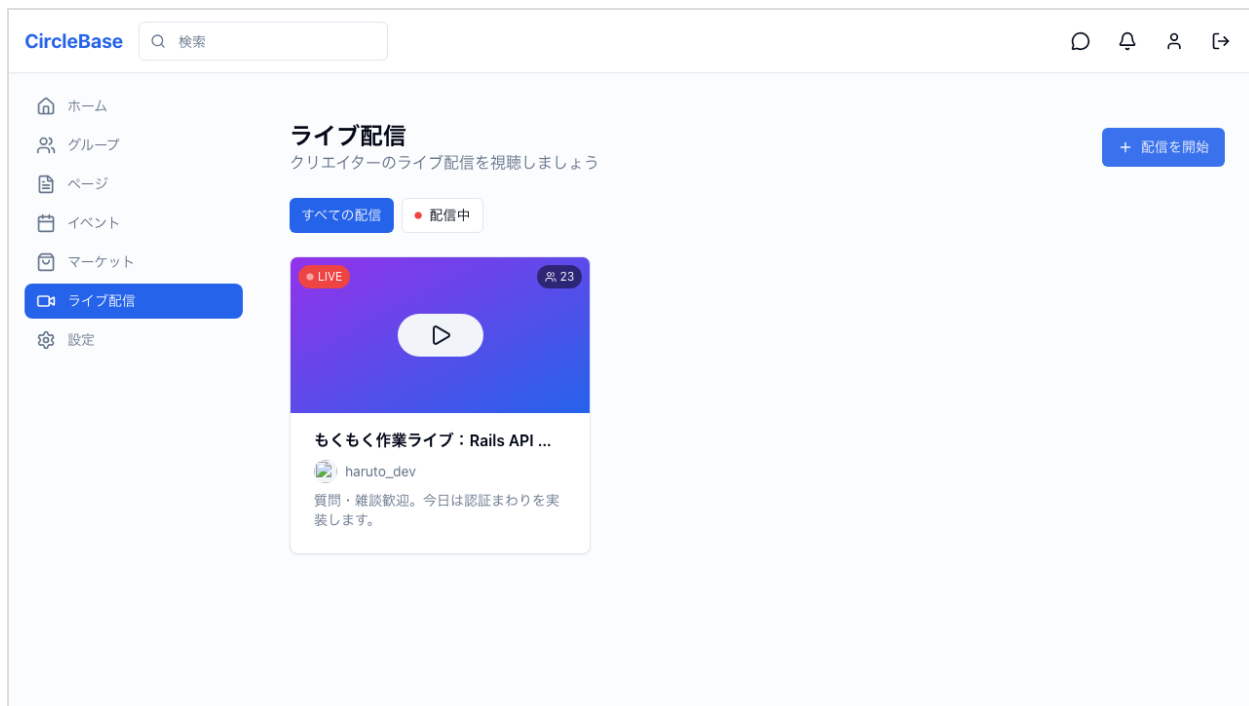 CircleBase
検索
ホーム
グループ
ページ
イベント
マーケット
ライブ配信
設定
ライブ配信
クリエイターのライブ配信を視聴しましょう
+ 配信を開始
すべての配信
配信中
LIVE
23
もくもく作業ライブ：Rails API ...
haruto_dev
質問・雑談歓迎。今日は認証まわりを実
装します。